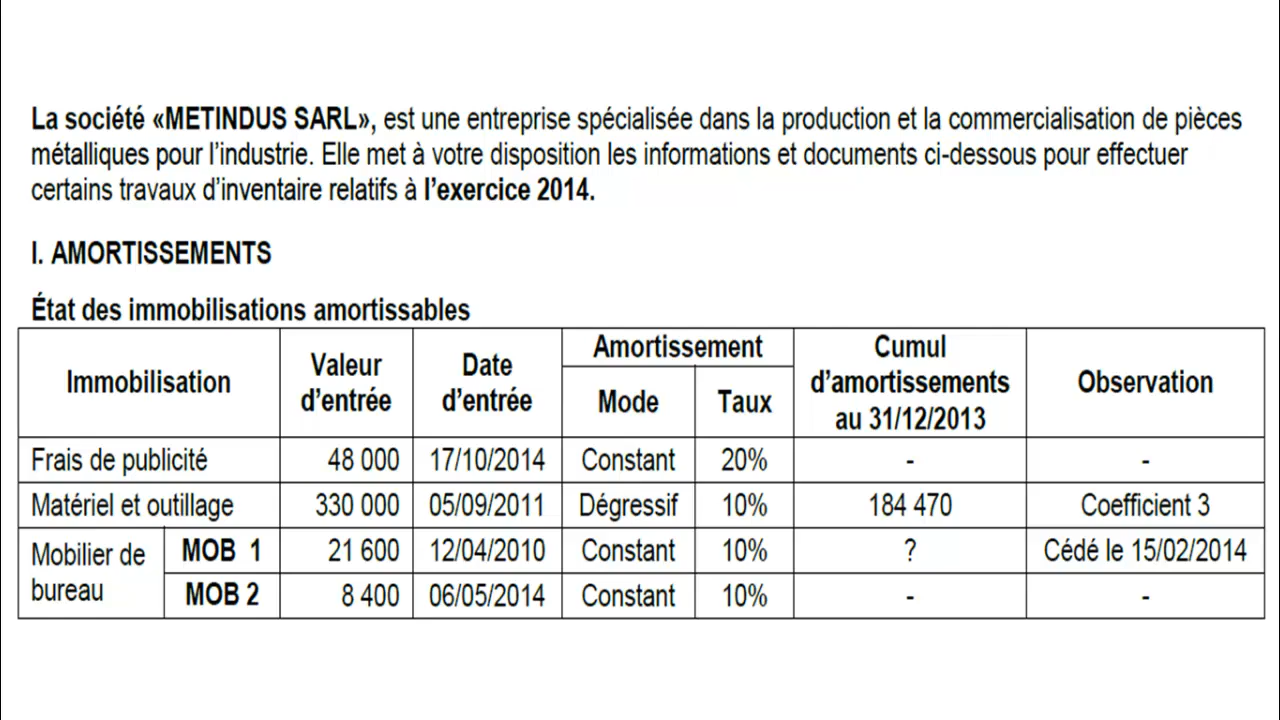 La société «METINDUS SARL», est une entreprise spécialisée dans la production et la commercialisation de pièces
métalliques pour l'industrie. Elle met à votre disposition les informations et documents ci-dessous pour effectuer
certains travaux d'inventaire relatifs à l'exercice 2014.
I. AMORTISSEMENTS
État des immobilisations amortissables
Immobilisation Valeur d'entrée Date d'entrée Amortissement Mode Taux Cumul d'amortissements au 31/12/2013 Observation
Frais de publicité 48 000 17/10/2014 Constant 20% - -
Matériel et outillage 330 000 05/09/2011 Dégressif 10% 184 470 Coefficient 3
Mobilier de bureau MOB 1 21 600 12/04/2010 Constant 10% ? Cédé le 15/02/2014
MOB 2 8 400 06/05/2014 Constant 10% - -